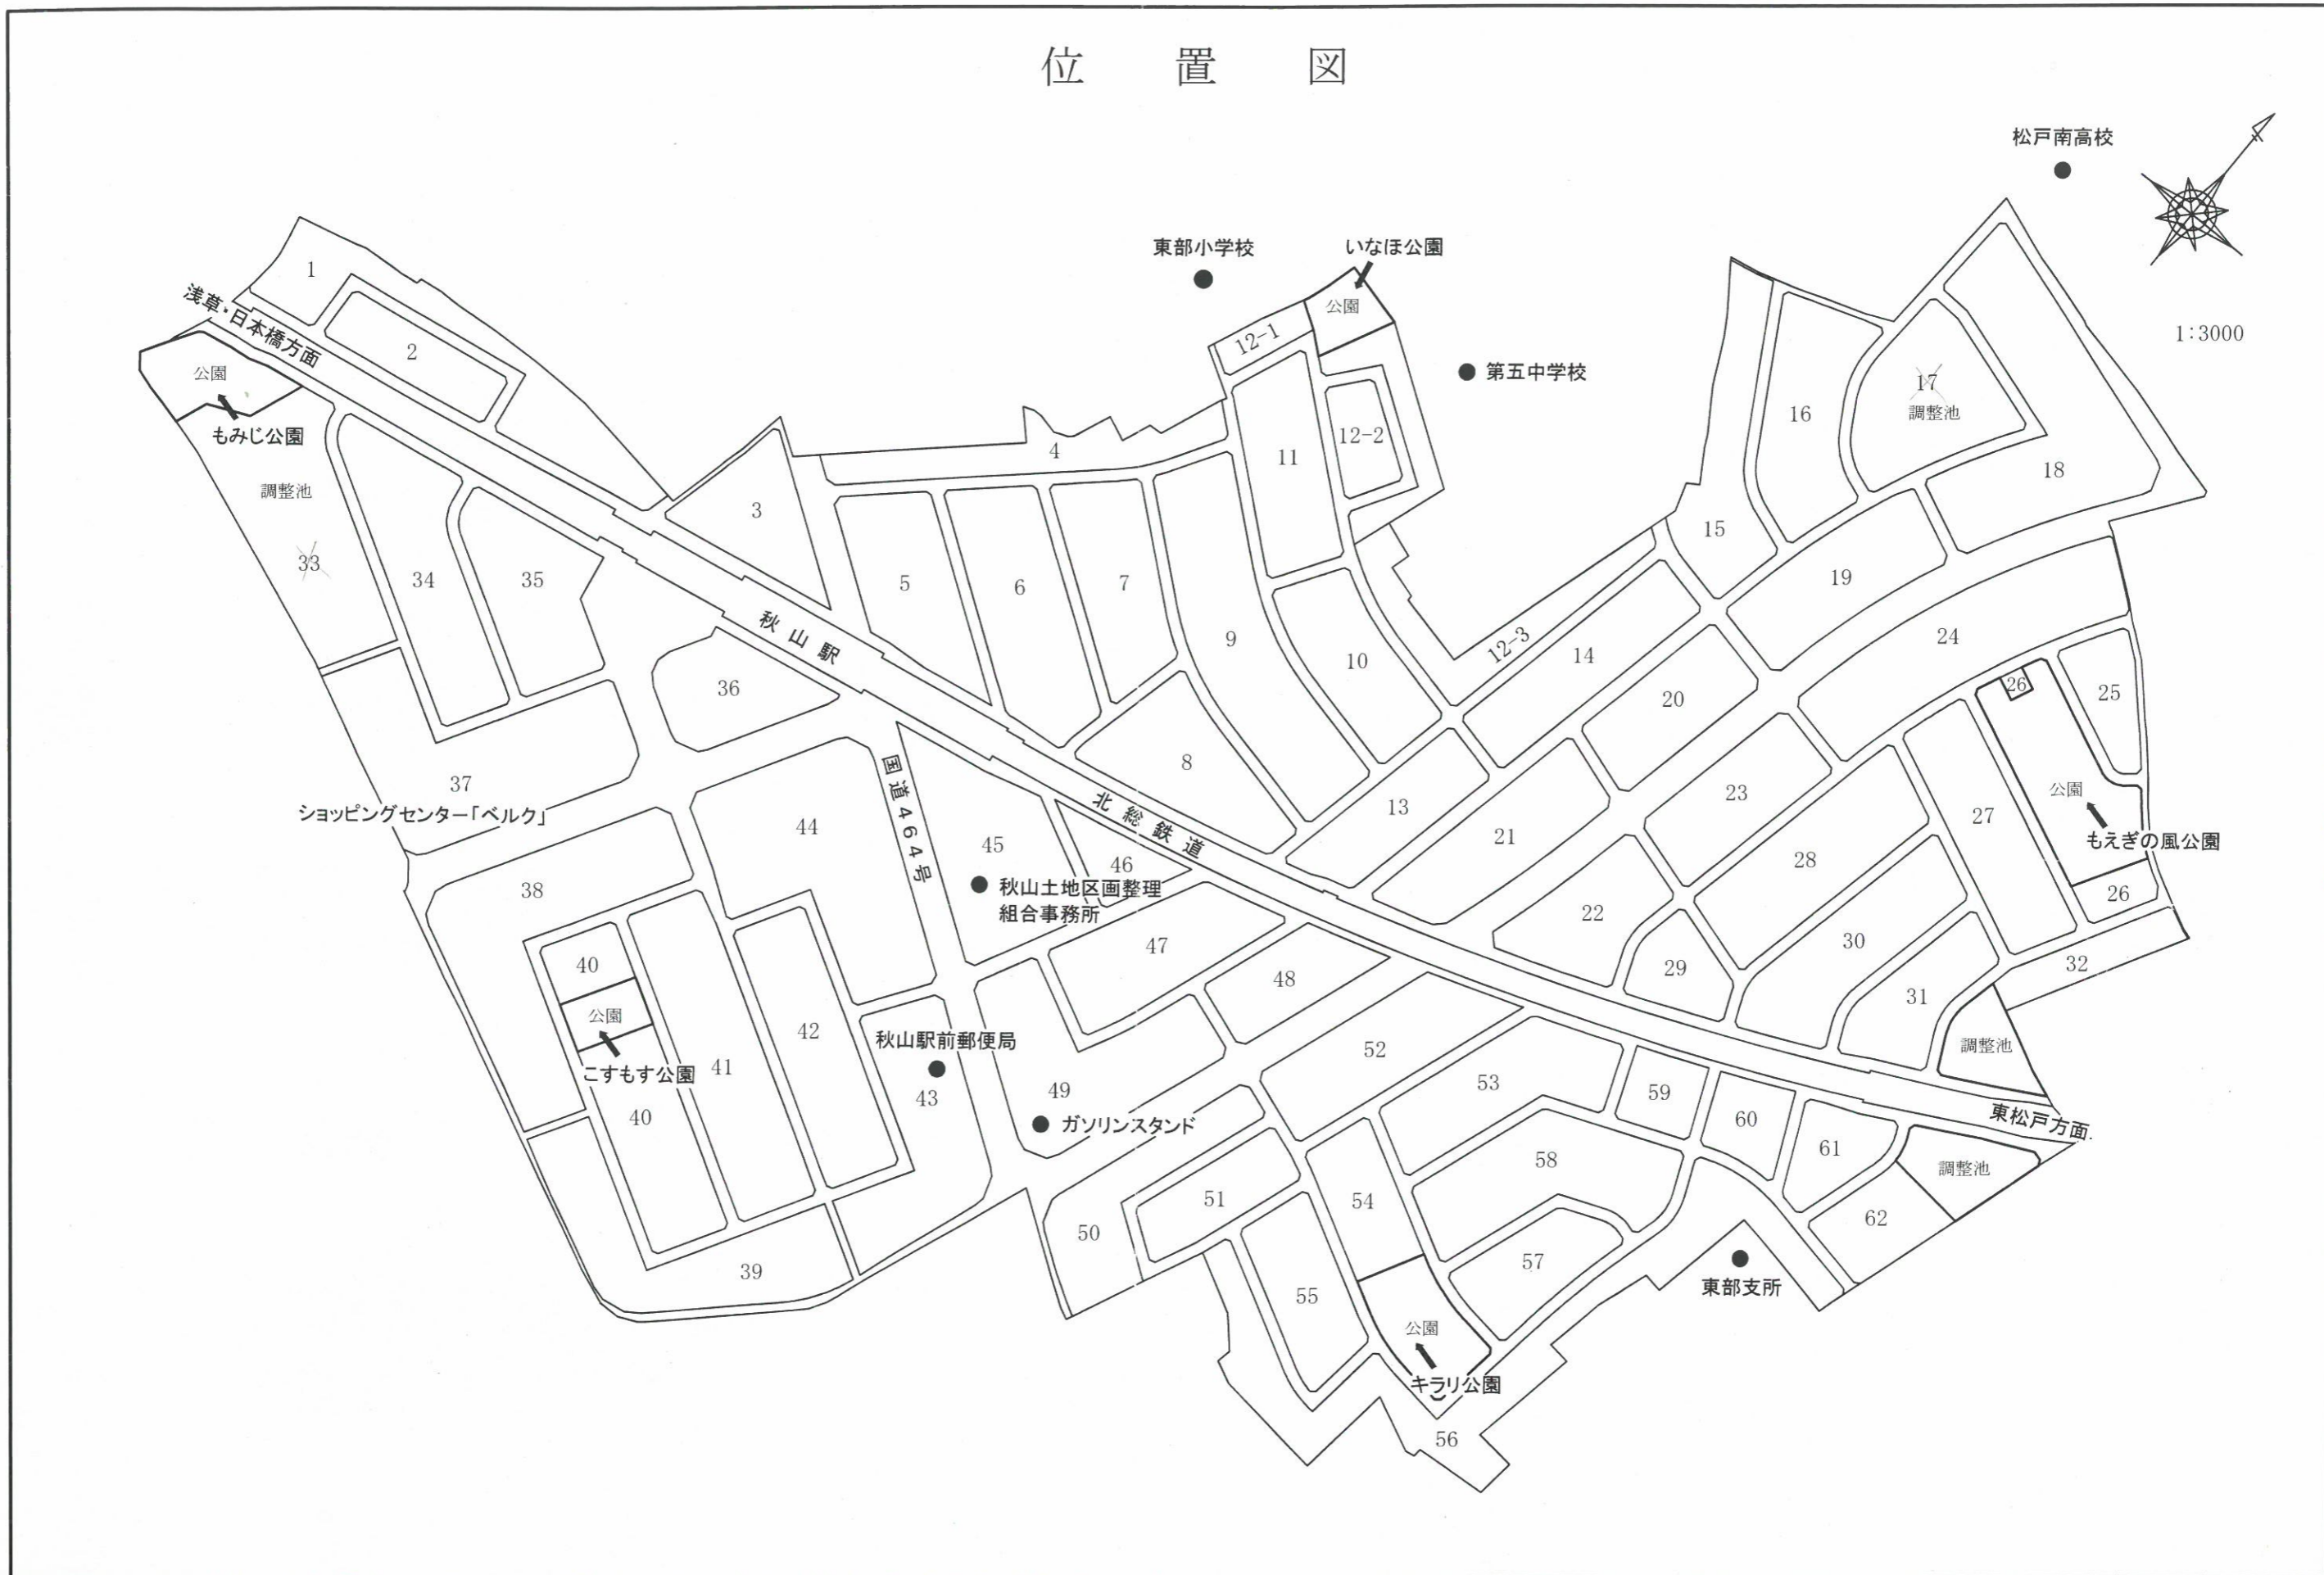 位置図
松戸南高校
東部小学校
いなほ公園
公園
1
浅草・日本橋方面
2
12-1
1:3000
公園
もみじ公園
第五中学校
17
調整池
16
12-2
11
4
18
調整池
33
34
35
3
5
6
7
9
10
15
19
秋山駅
12-3
14
24
36
20
26
25
8
37
ショッピングセンター「ベルク」
国道464号
北総鉄道
13
23
公園
もえぎの風公園
44
45
46
21
27
28
38
秋山土地区画整理
組合事務所
22
26
40
47
48
29
30
32
31
公園
こすもす公園
42
41
秋山駅前郵便局
43
52
調整池
40
49
ガソリンスタンド
53
59
60
東松戸方面
61
調整池
58
51
54
50
62
39
57
東部支所
55
公園
キラリ公園
56